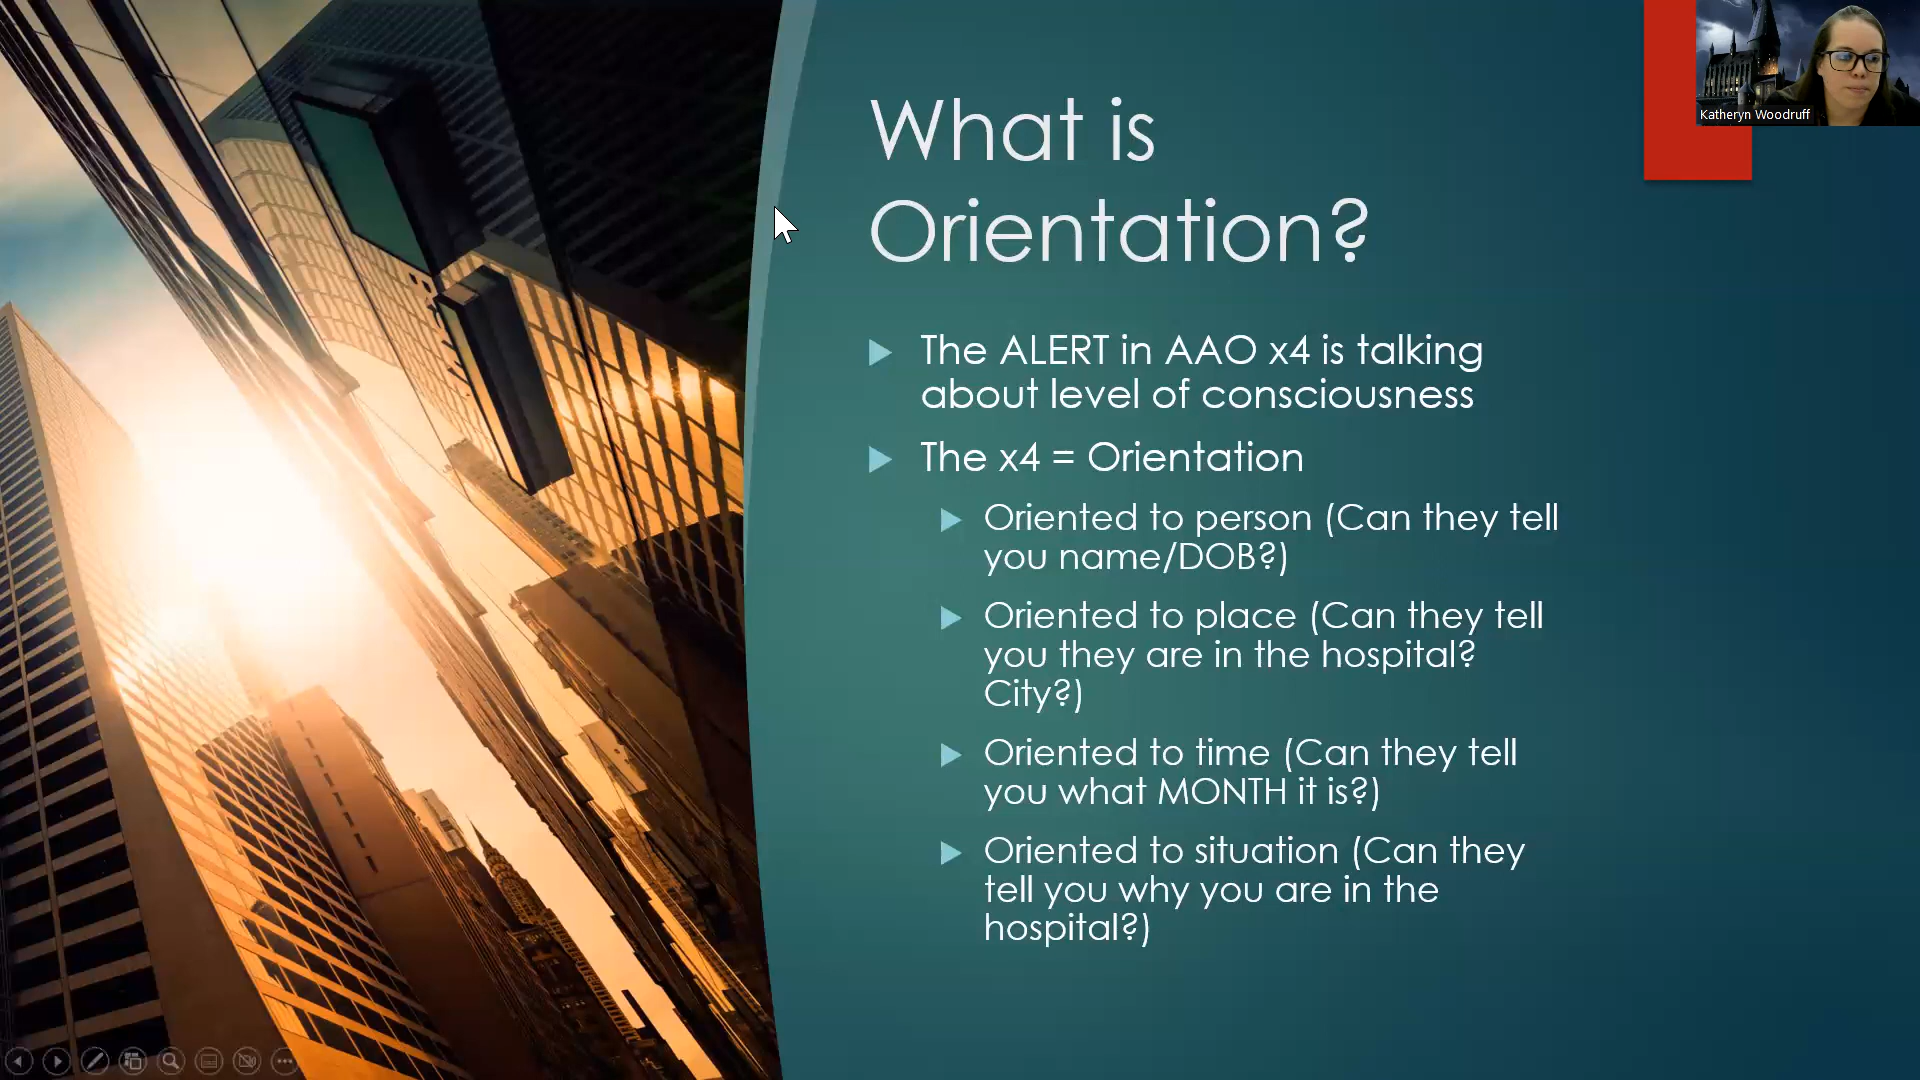 Katheryn Woodruff
What is
Orientation?
The ALERT in AAO x4 is talking
about level of consciousness
The x4 = Orientation
Oriented to person (Can they tell
you name/DOB?)
Oriented to place (Can they tell
you they are in the hospital?
City?)
Oriented to time (Can they tell
you what MONTH it is?)
Oriented to situation (Can they
tell you why you are in the
hospital?)